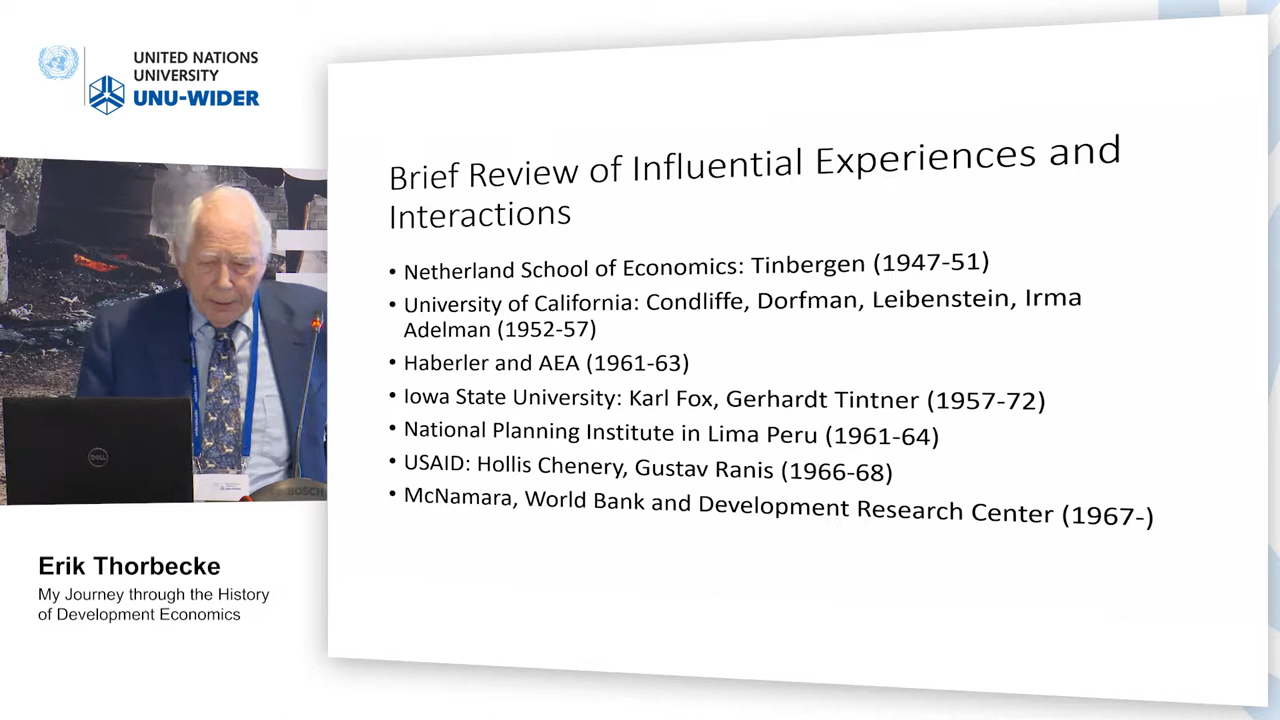 UNITED NATIONS
UNIVERSITY
UNU-WIDER
Brief Review of Influential Experiences and
Interactions
• Netherland School of Economics: Tinbergen (1947-51)
• University of California: Condliffe, Dorfman, Leibenstein, Irma
Adelman (1952-57)
• Haberler and AEA (1961-63)
• Iowa State University: Karl Fox, Gerhardt Tintner (1957-72)
• National Planning Institute in Lima Peru (1961-64)
• USAID: Hollis Chenery, Gustav Ranis (1966-68)
• McNamara, World Bank and Development Research Center (1967-)
DELL
BOSCH
Erik Thorbecke
My Journey through the History
of Development Economics